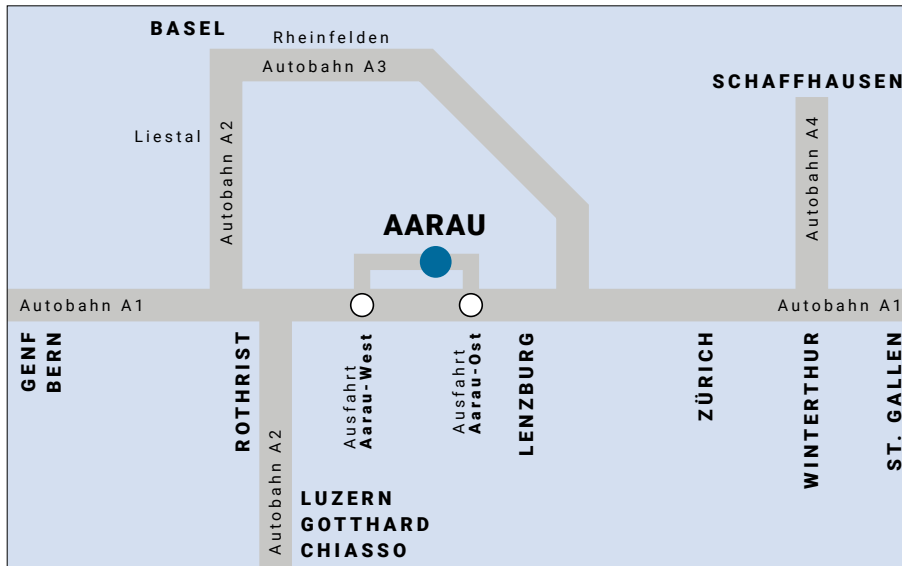 BASEL
Rheinfelden
Autobahn A3
SCHAFFHAUSEN
Liestal
Autobahn A2
Autobahn A4
AARAU
Autobahn A1
Autobahn A1
GENF
BERN
ROTHRIST
Ausfahrt
Aarau-West
Ausfahrt
Aarau-Ost
LENZBURG
ZÜRICH
WINTERTHUR
ST. GALLEN
Autobahn A2
LUZERN
GOTTHARD
CHIASSO